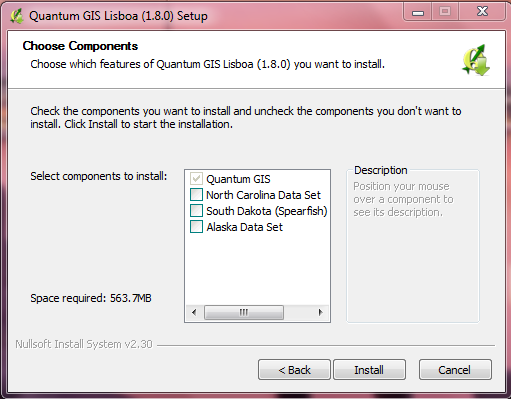 Quantum GIS Lisboa (1.8.0) Setup
Choose Components
Choose which features of Quantum GIS Lisboa (1.8.0) you want to install.
Check the components you want to install and uncheck the components you don't want to
install. Click Install to start the installation.
Select components to install:
Quantum GIS
North Carolina Data Set
South Dakota (Spearfish)
Alaska Data Set
Description
Position your mouse
over a component to
see its description.
Space required: 563.7MB
Nullsoft Install System v2.30
< Back
Install
Cancel